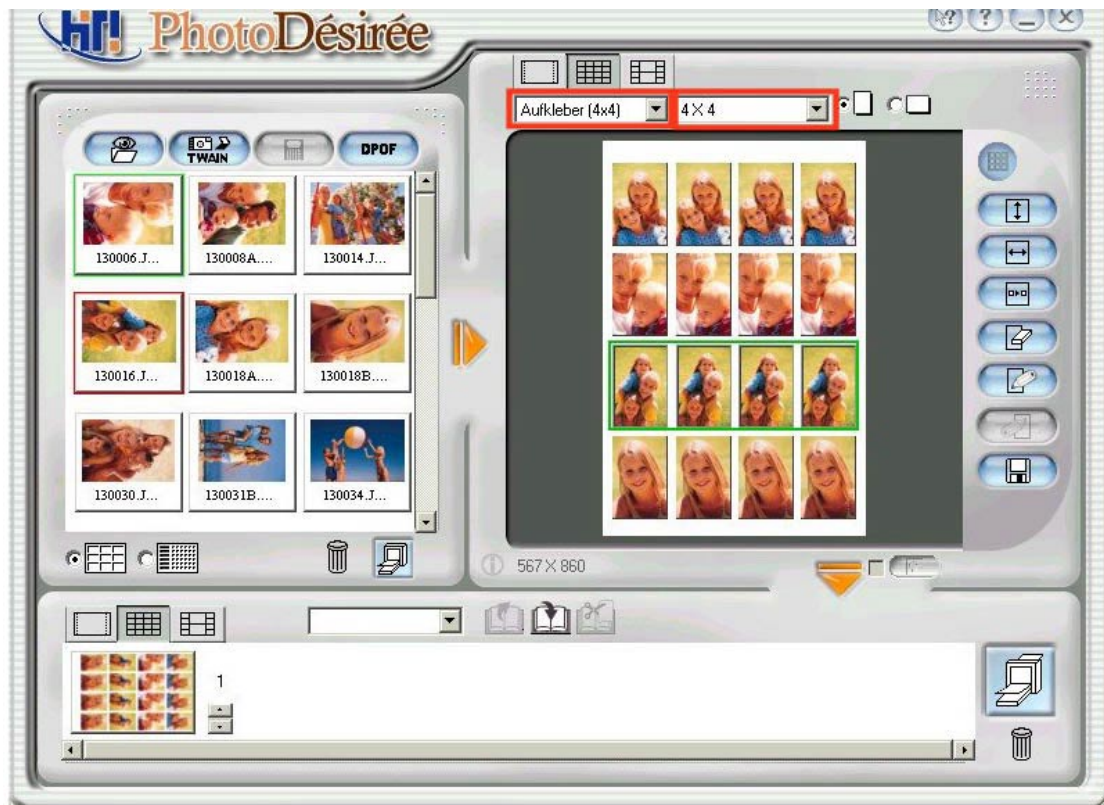 HiTi PhotoDésirée
? ?
Aufkleber (4x4) 4 X 4
TWAIN DPOF
130006.J... 130008A.... 130014.J...
130016.J... 130018A.... 130018B....
130030.J... 130031B.... 130034.J...
567 X 860
1